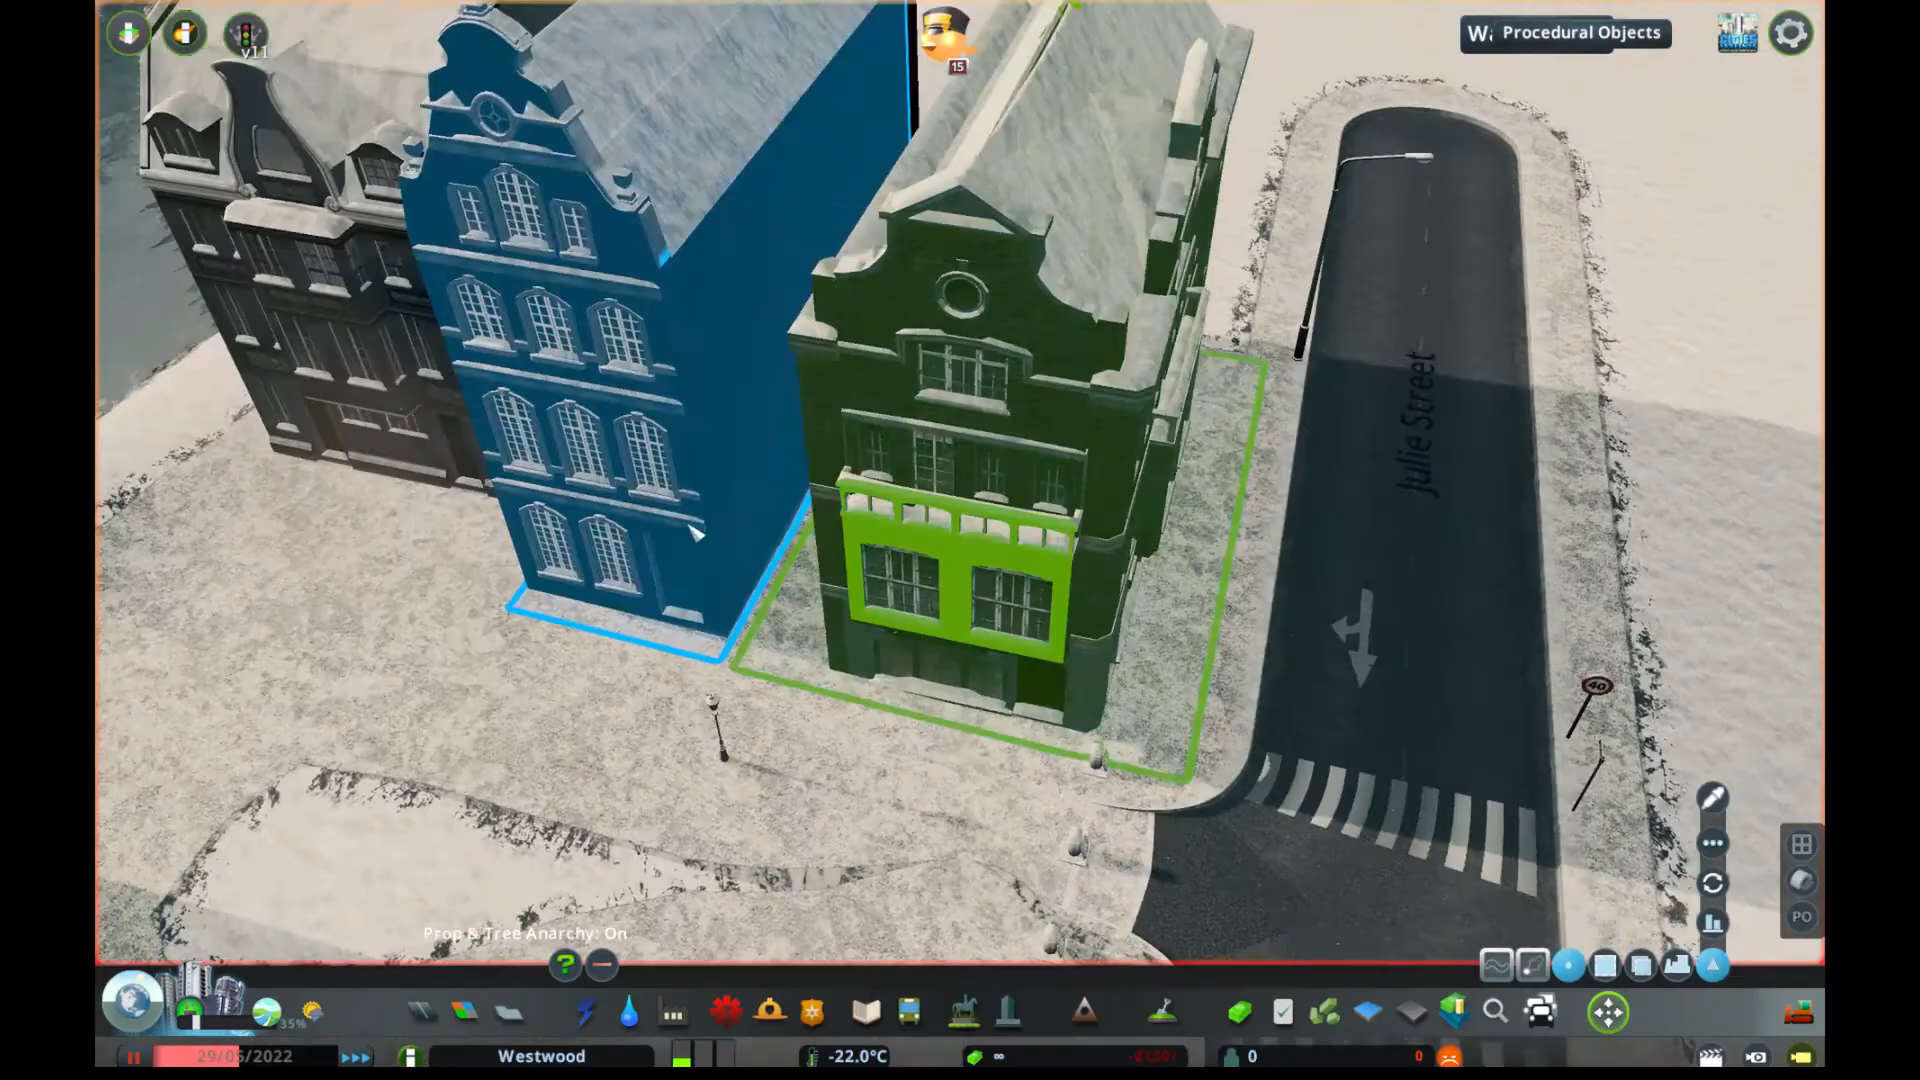 v11
15
W
Procedural Objects
CITIES
Julie Street
40
Prop & Tree Anarchy: On
PO
35%
29/05/2022
Westwood
-22.0°C
∞
0
0